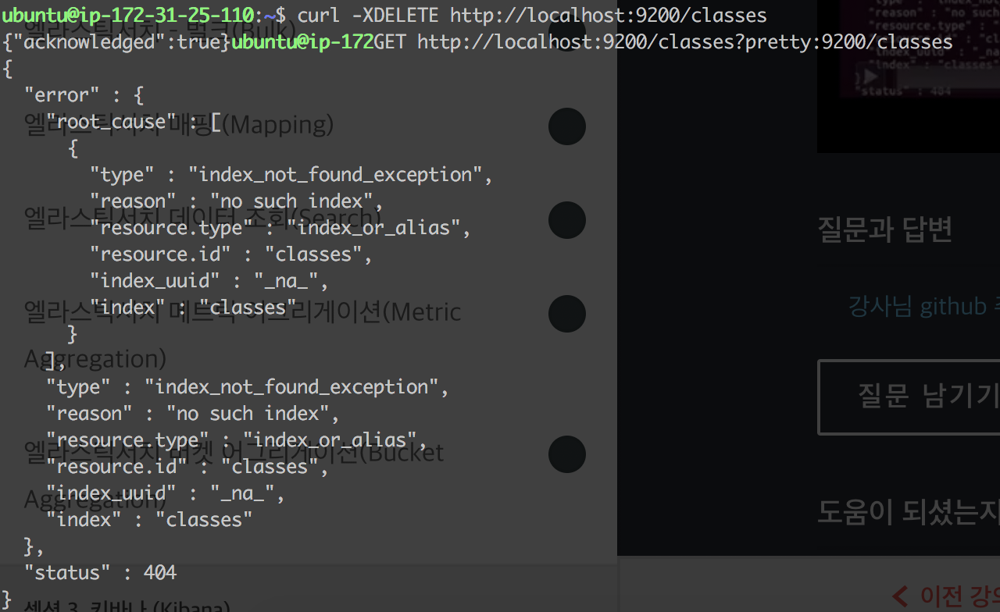 ubuntu@ip-172-31-25-110:~$ curl -XDELETE http://localhost:9200/classes
{"acknowledged":true}ubuntu@ip-172GET http://localhost:9200/classes?pretty:9200/classes
{
"error" : {
"root_cause" : [
{
"type" : "index_not_found_exception",
"reason" : "no such index",
"resource.type" : "index_or_alias",
"resource.id" : "classes",
"index_uuid" : "_na_",
"index" : "classes"
}
],
"type" : "index_not_found_exception",
"reason" : "no such index",
"resource.type" : "index_or_alias",
"resource.id" : "classes",
"index_uuid" : "_na_",
"index" : "classes"
},
"status" : 404
}
엘라스틱서치 - 벌크(Bulk)
엘라스틱서치 매핑(Mapping)
엘라스틱서치 데이터 조회(Search)
엘라스틱서치 메트릭 어그리게이션(Metric
Aggregation)
엘라스틱서치 버켓 어그리게이션(Bucket
Aggregation)
섹션 3. 키바나 (Kibana)
"reason" : "no such
"resource.type" :
"status" : 404
질문과 답변
강사님 github
질문 남기기
도움이 되셨는지
이전 강의